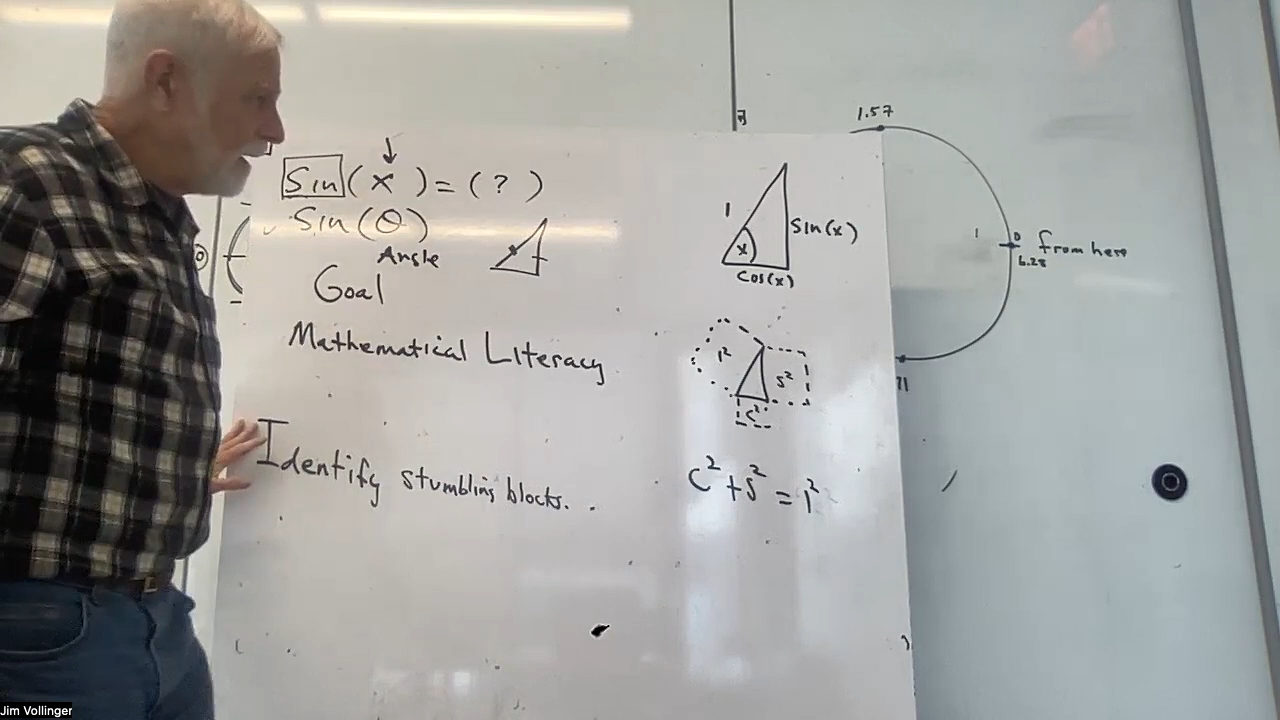 Sin(x) = (?)
Sin(θ)
Angle
Goal
Mathematical Literacy
Identify stumbling blocks..
1
x
Sin(x)
Cos(x)
1²
S²
C²
C² + S² = 1²
1.57
1
0
6.28
from here
71
Jim Vollinger